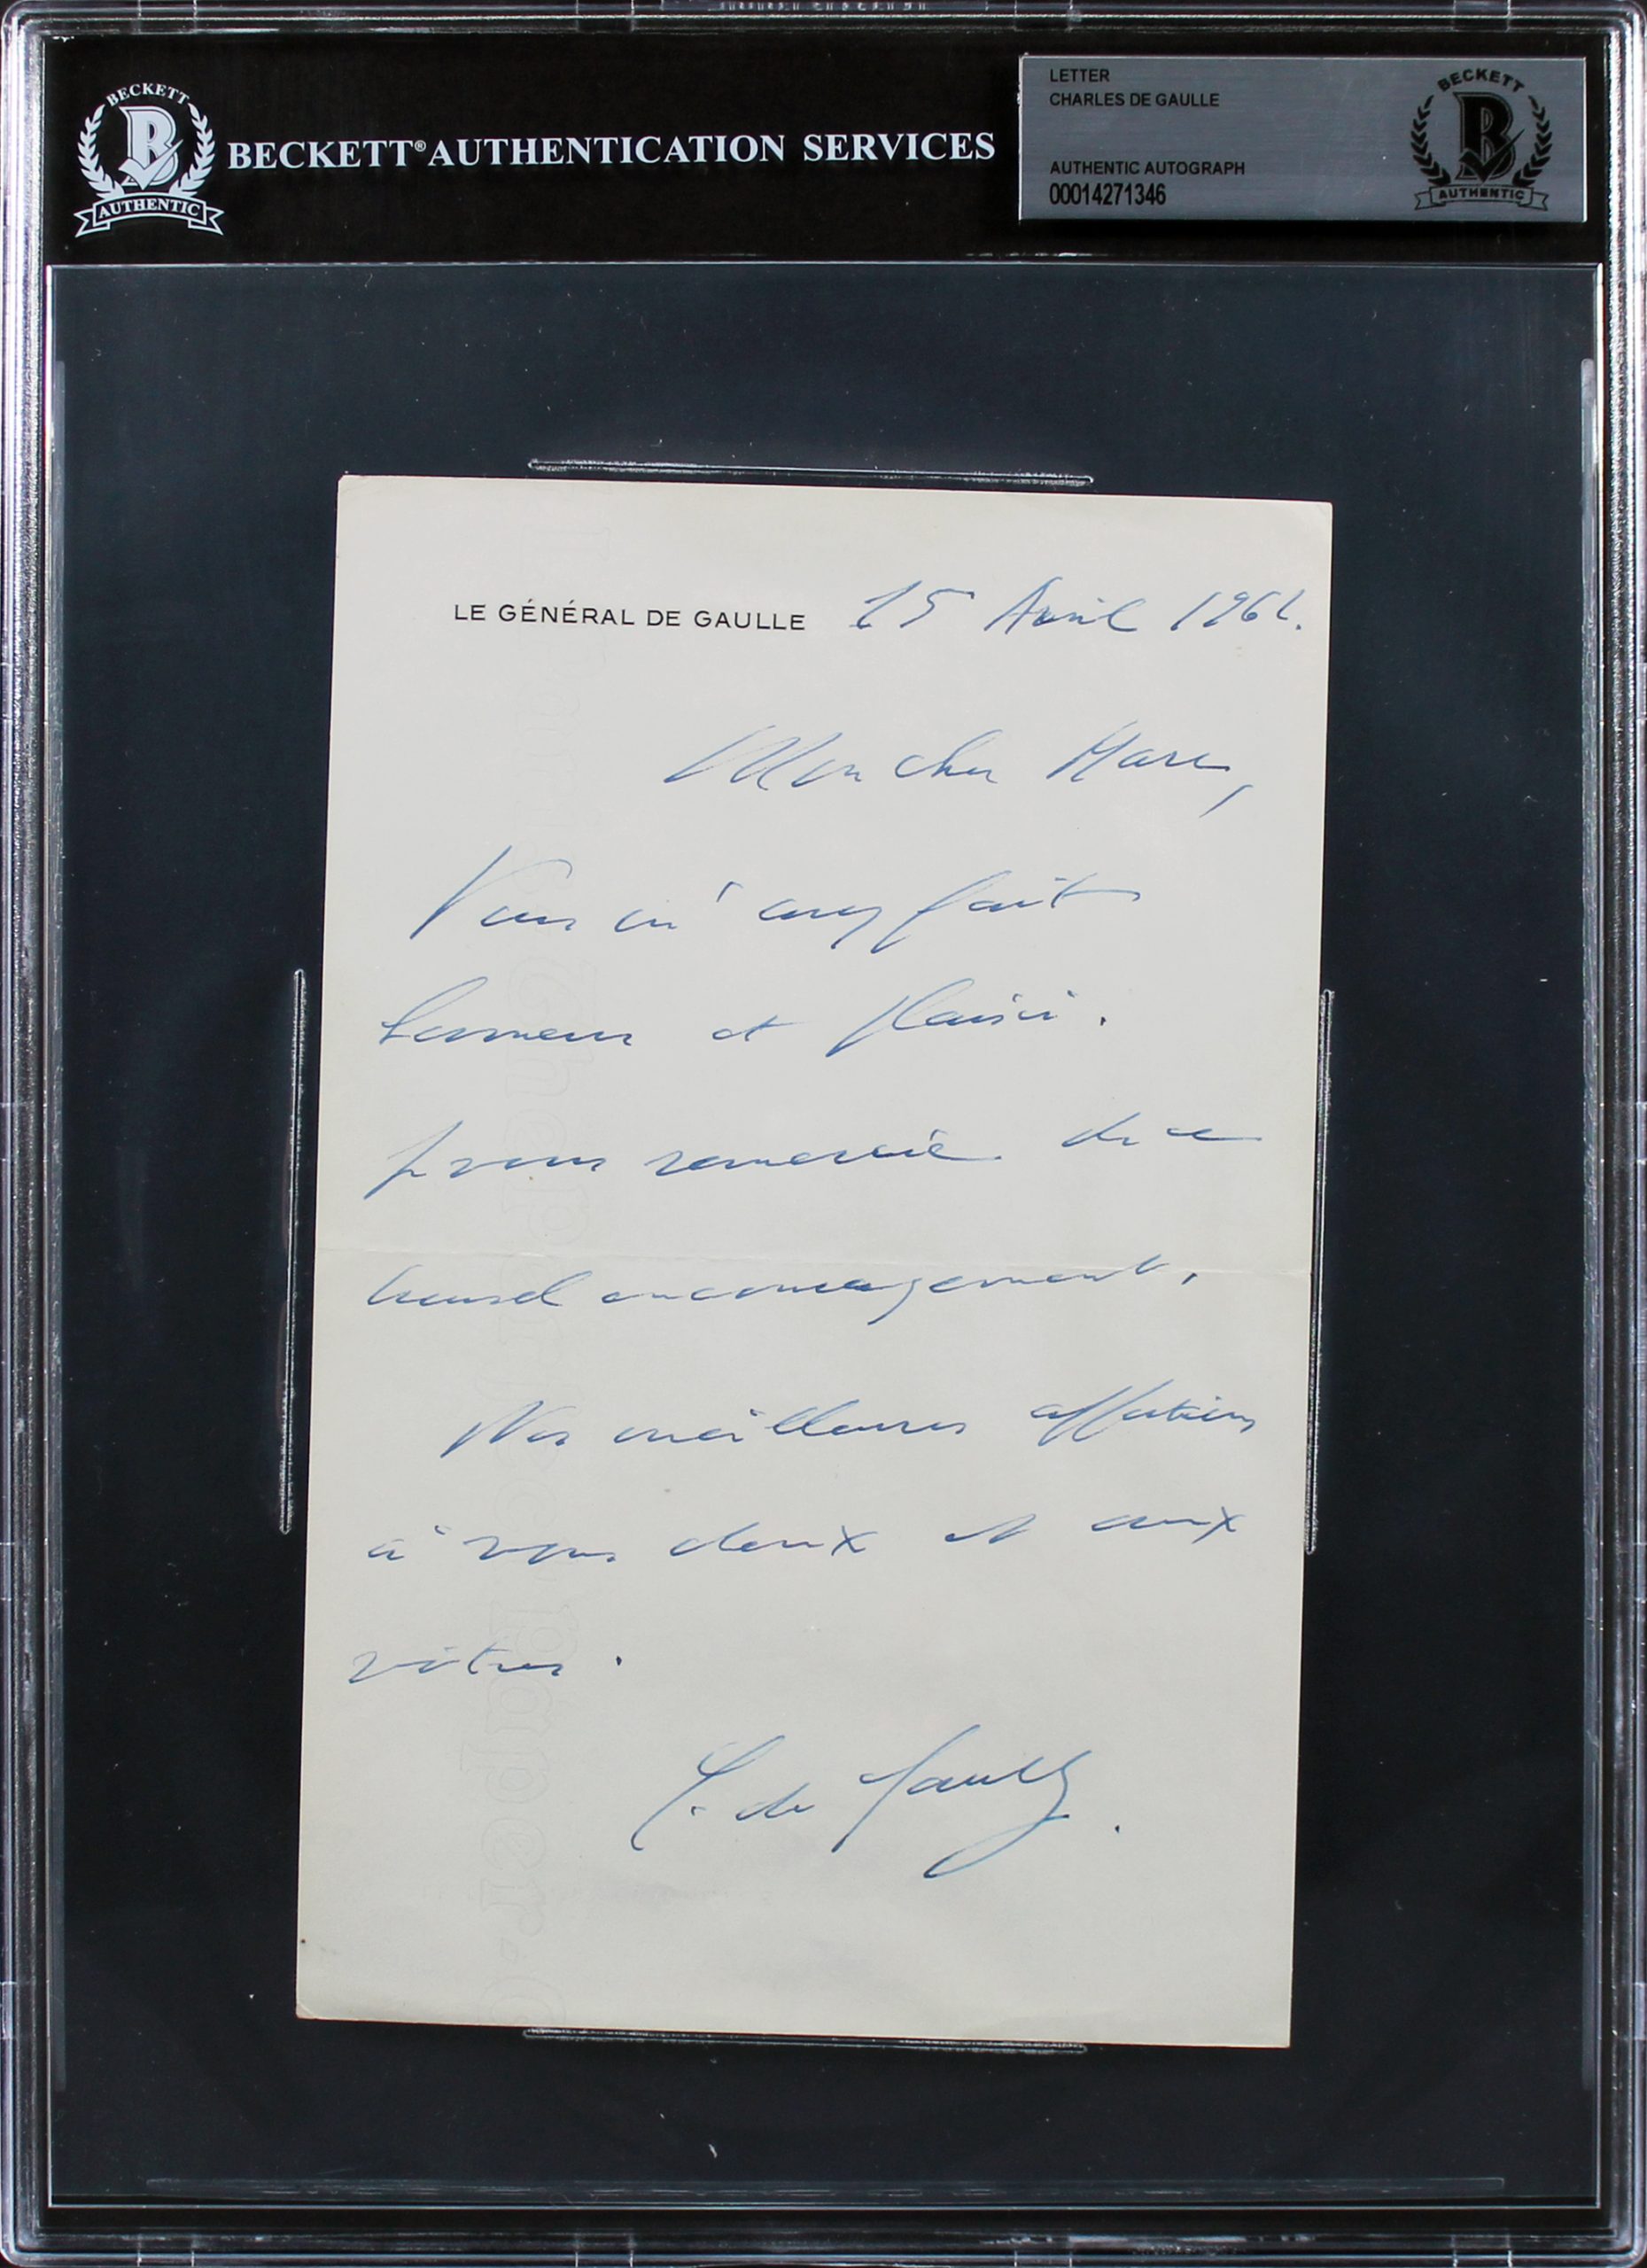 BECKETT
AUTHENTIC
BECKETT® AUTHENTICATION SERVICES
LETTER
CHARLES DE GAULLE
AUTHENTIC AUTOGRAPH
00014271346
BECKETT
AUTHENTIC
LE GÉNÉRAL DE GAULLE 15 Avril 1961.
Mon cher Marc,
Vous m'avez fait
honneur et plaisir.
Je vous remercie de ce
encouragement.
Nos meilleures affections
à vous deux et aux
vôtres.
C. de Gaulle.